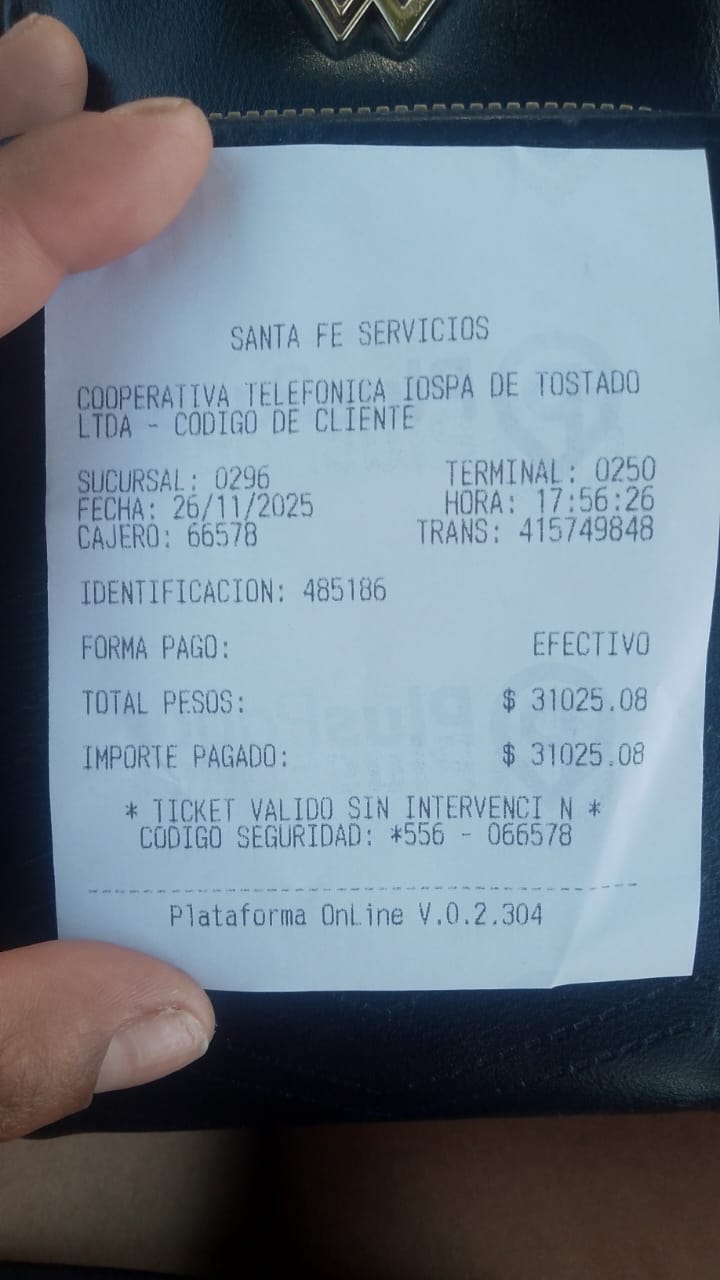 SANTA FE SERVICIOS
COOPERATIVA TELEFONICA IOSPA DE TOSTADO
LTDA - CODIGO DE CLIENTE
SUCURSAL: 0296 TERMINAL: 0250
FECHA: 26/11/2025 HORA: 17:56:26
CAJERO: 66578 TRANS: 415749848
IDENTIFICACION: 485186
FORMA PAGO: EFECTIVO
TOTAL PESOS: $ 31025.08
IMPORTE PAGADO: $ 31025.08
* TICKET VALIDO SIN INTERVENCI N *
CODIGO SEGURIDAD: *556 - 066578
Plataforma OnLine V.0.2.304